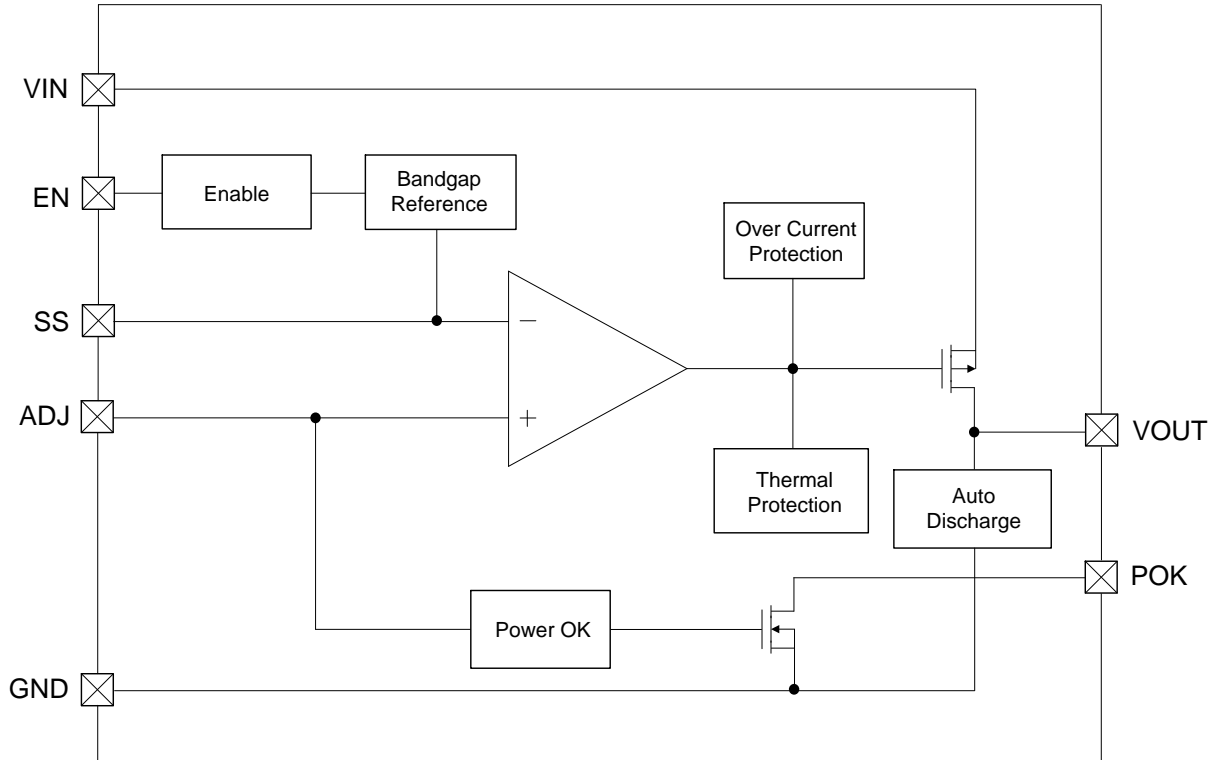 VIN
EN
Enable
Bandgap
Reference
Over Current
Protection
SS
−
ADJ
+
VOUT
Thermal
Protection
Auto
Discharge
POK
Power OK
GND